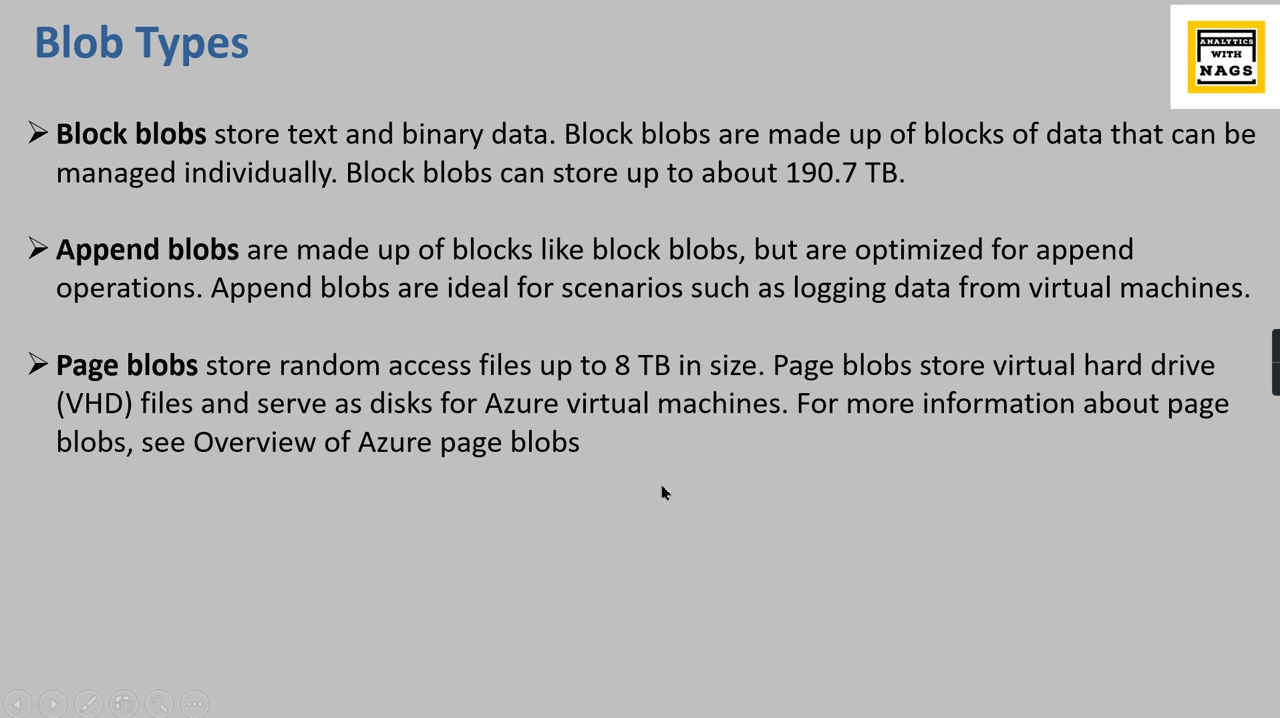 Blob Types
ANALYTICS
WITH
NAGS
Block blobs store text and binary data. Block blobs are made up of blocks of data that can be
managed individually. Block blobs can store up to about 190.7 TB.
Append blobs are made up of blocks like block blobs, but are optimized for append
operations. Append blobs are ideal for scenarios such as logging data from virtual machines.
Page blobs store random access files up to 8 TB in size. Page blobs store virtual hard drive
(VHD) files and serve as disks for Azure virtual machines. For more information about page
blobs, see Overview of Azure page blobs